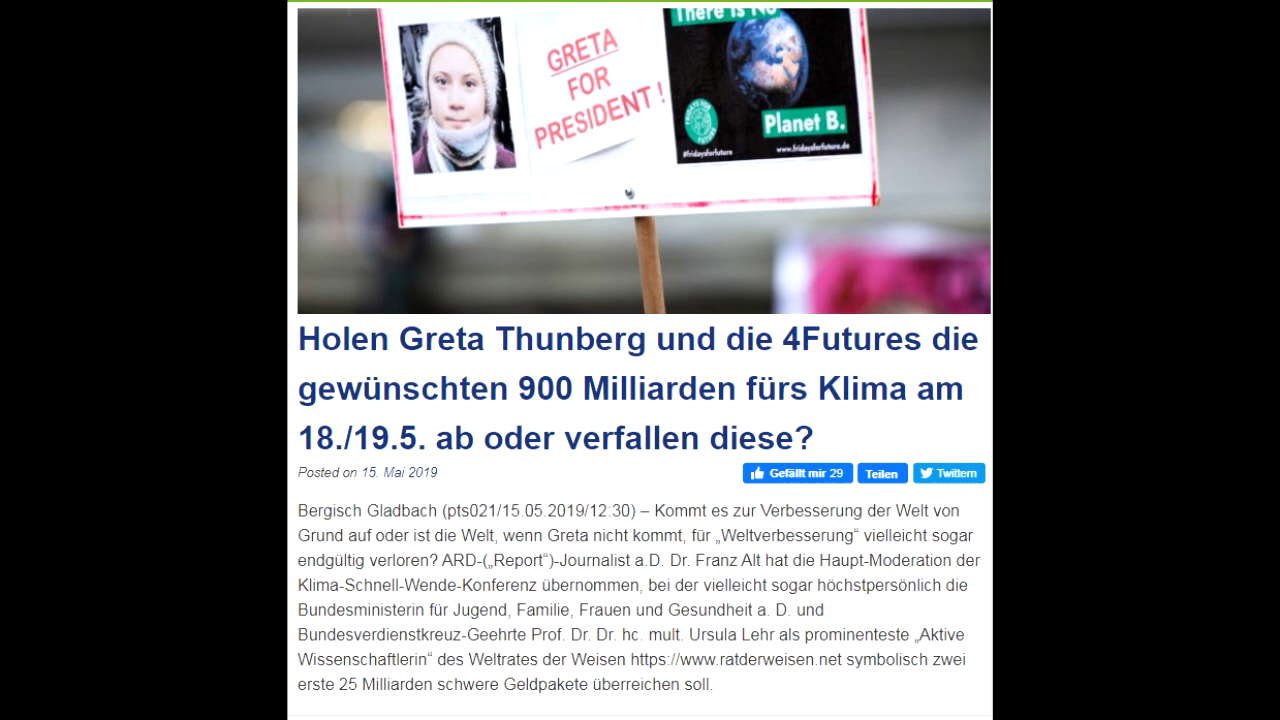 There is No
GRETA
FOR
PRESIDENT !
FRIDAYS FOR FUTURE
Planet B.
#fridaysforfuture
www.fridaysforfuture.de
Holen Greta Thunberg und die 4Futures die
gewünschten 900 Milliarden fürs Klima am
18./19.5. ab oder verfallen diese?
Posted on 15. Mai 2019
Gefällt mir 29
Teilen
Twittern
Bergisch Gladbach (pts021/15.05.2019/12:30) – Kommt es zur Verbesserung der Welt von
Grund auf oder ist die Welt, wenn Greta nicht kommt, für „Weltverbesserung“ vielleicht sogar
endgültig verloren? ARD-(„Report“)-Journalist a.D. Dr. Franz Alt hat die Haupt-Moderation der
Klima-Schnell-Wende-Konferenz übernommen, bei der vielleicht sogar höchstpersönlich die
Bundesministerin für Jugend, Familie, Frauen und Gesundheit a. D. und
Bundesverdienstkreuz-Geehrte Prof. Dr. Dr. hc. mult. Ursula Lehr als prominenteste „Aktive
Wissenschaftlerin“ des Weltrates der Weisen https://www.ratderweisen.net symbolisch zwei
erste 25 Milliarden schwere Geldpakete überreichen soll.